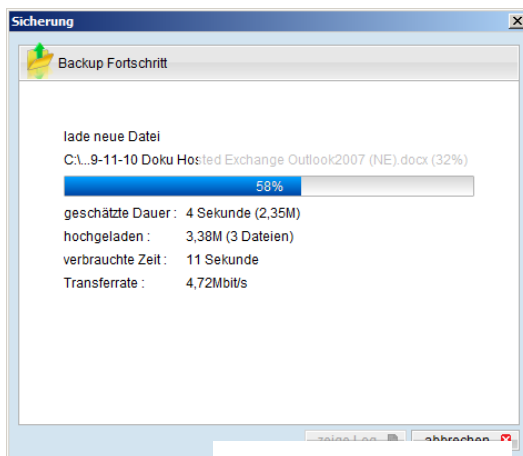 Sicherung
Backup Fortschritt
lade neue Datei
C:\...9-11-10 Doku Hosted Exchange Outlook2007 (NE).docx (32%)
58%
geschätzte Dauer : 4 Sekunde (2,35M)
hochgeladen : 3,38M (3 Dateien)
verbrauchte Zeit : 11 Sekunde
Transferrate : 4,72Mbit/s
zeige Log abbrechen